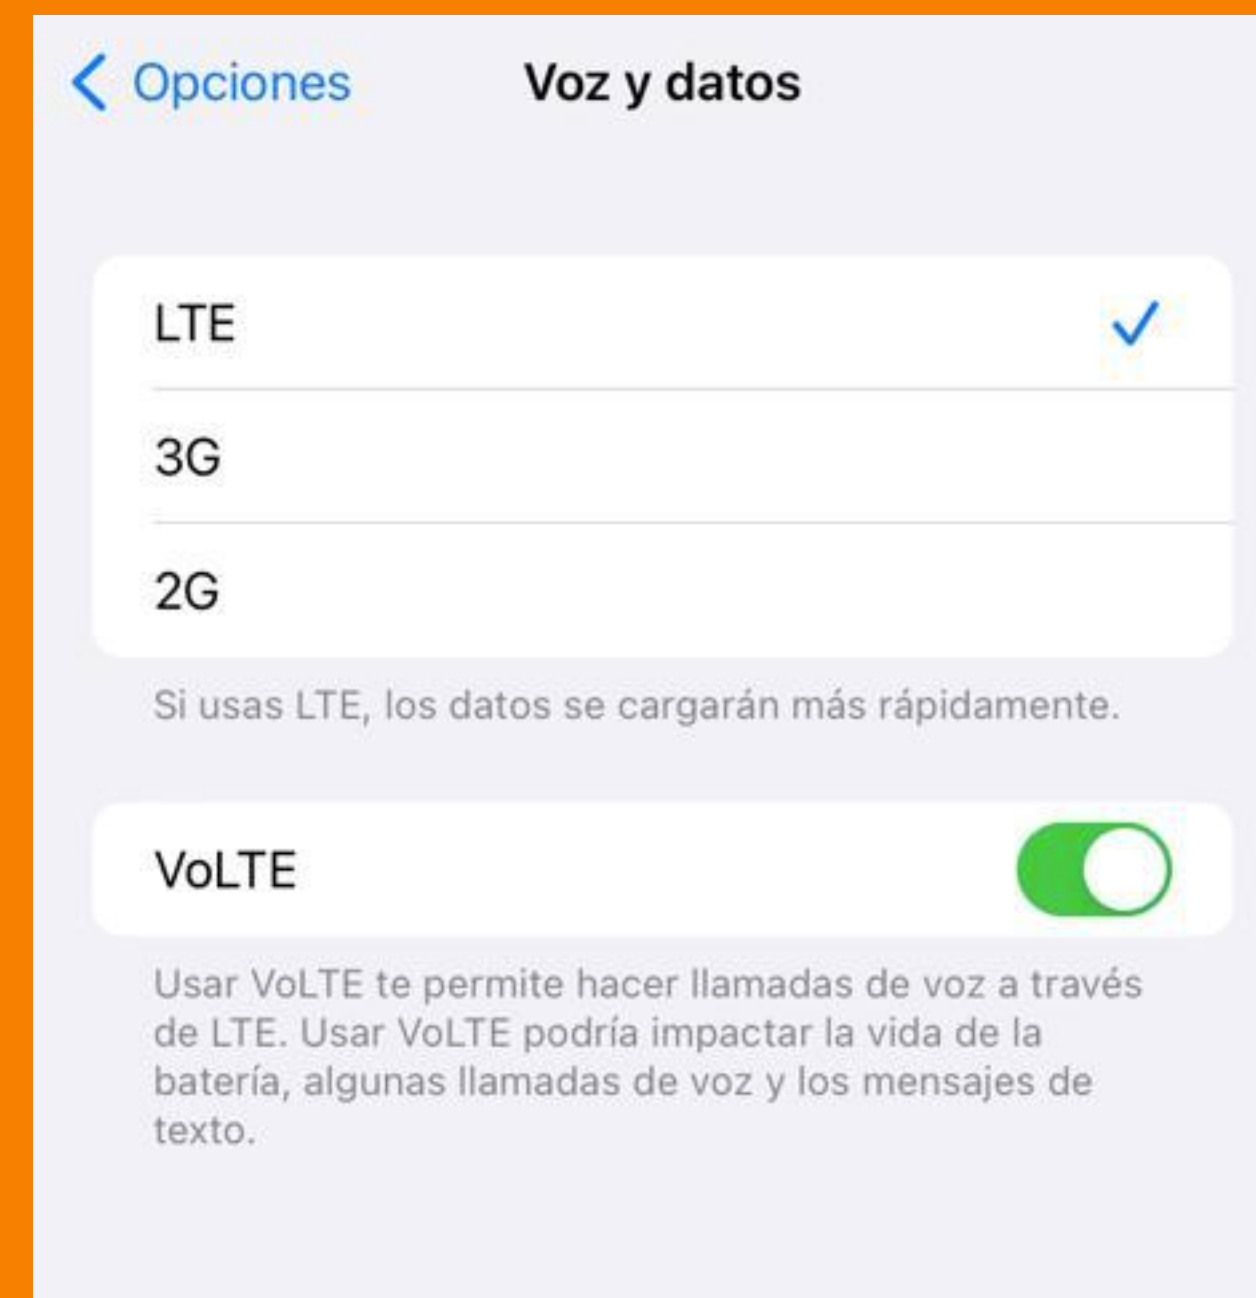 Opciones Voz y datos
LTE
3G
2G
Si usas LTE, los datos se cargarán más rápidamente.
VoLTE
Usar VoLTE te permite hacer llamadas de voz a través
de LTE. Usar VoLTE podría impactar la vida de la
batería, algunas llamadas de voz y los mensajes de
texto.